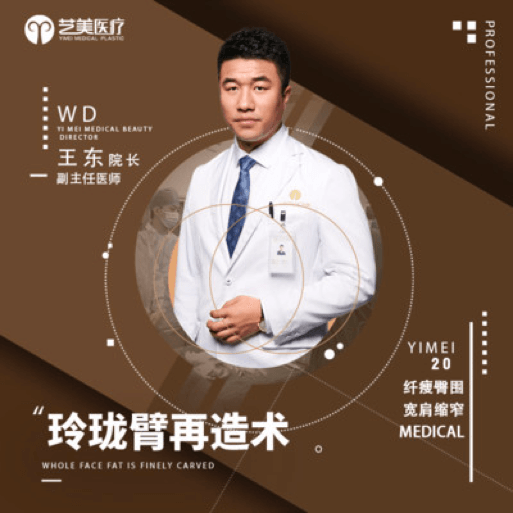 艺美医疗
YIMEI MEDICAL PLASTIC
PROFESSIONAL
WD
YI MEI MEDICAL BEAUTY
DIRECTOR
王东院长
副主任医师
YIMEI
20
纤瘦臀围
宽肩缩窄
MEDICAL
“玲珑臂再造术
WHOLE FACE FAT IS FINELY CARVED